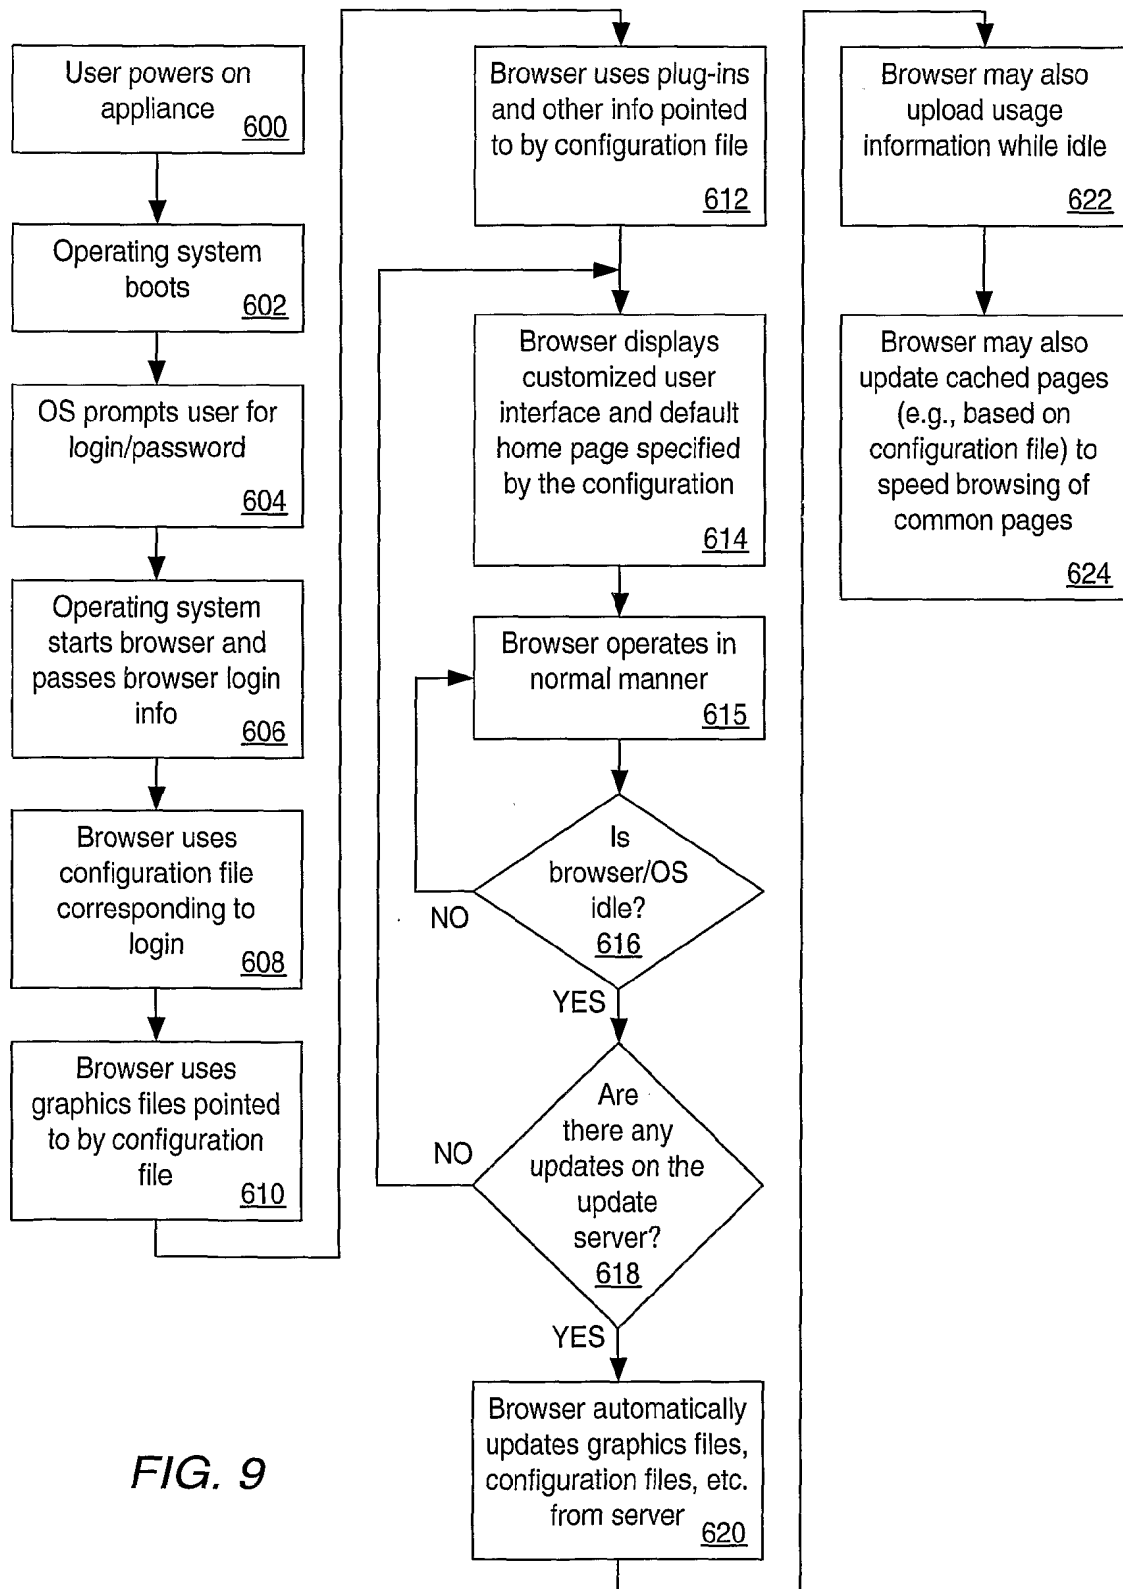 User powers on
appliance
600
Operating system
boots
602
OS prompts user for
login/password
604
Operating system
starts browser and
passes browser login
info
606
Browser uses
configuration file
corresponding to
login
608
Browser uses
graphics files pointed
to by configuration
file
610
Browser uses plug-ins
and other info pointed
to by configuration file
612
Browser displays
customized user
interface and default
home page specified
by the configuration
614
Browser operates in
normal manner
615
Is
browser/OS
idle?
616
NO
YES
Are
there any
updates on the
update
server?
618
NO
YES
Browser automatically
updates graphics files,
configuration files, etc.
from server
620
Browser may also
upload usage
information while idle
622
Browser may also
update cached pages
(e.g., based on
configuration file) to
speed browsing of
common pages
624
FIG. 9